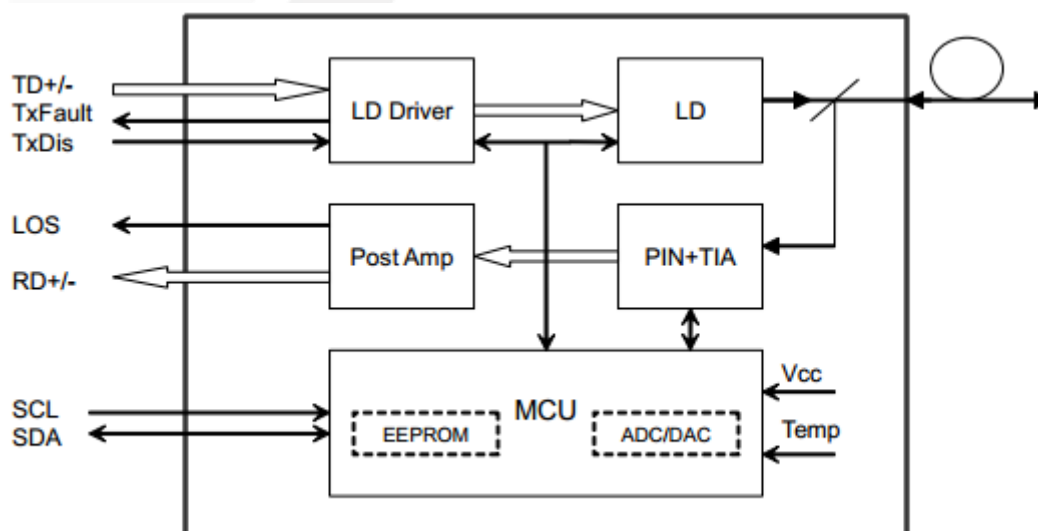 TD+/-
TxFault
TxDis
LD Driver
LD
LOS
RD+/-
Post Amp
PIN+TIA
SCL
SDA
MCU
EEPROM
ADC/DAC
Vcc
Temp